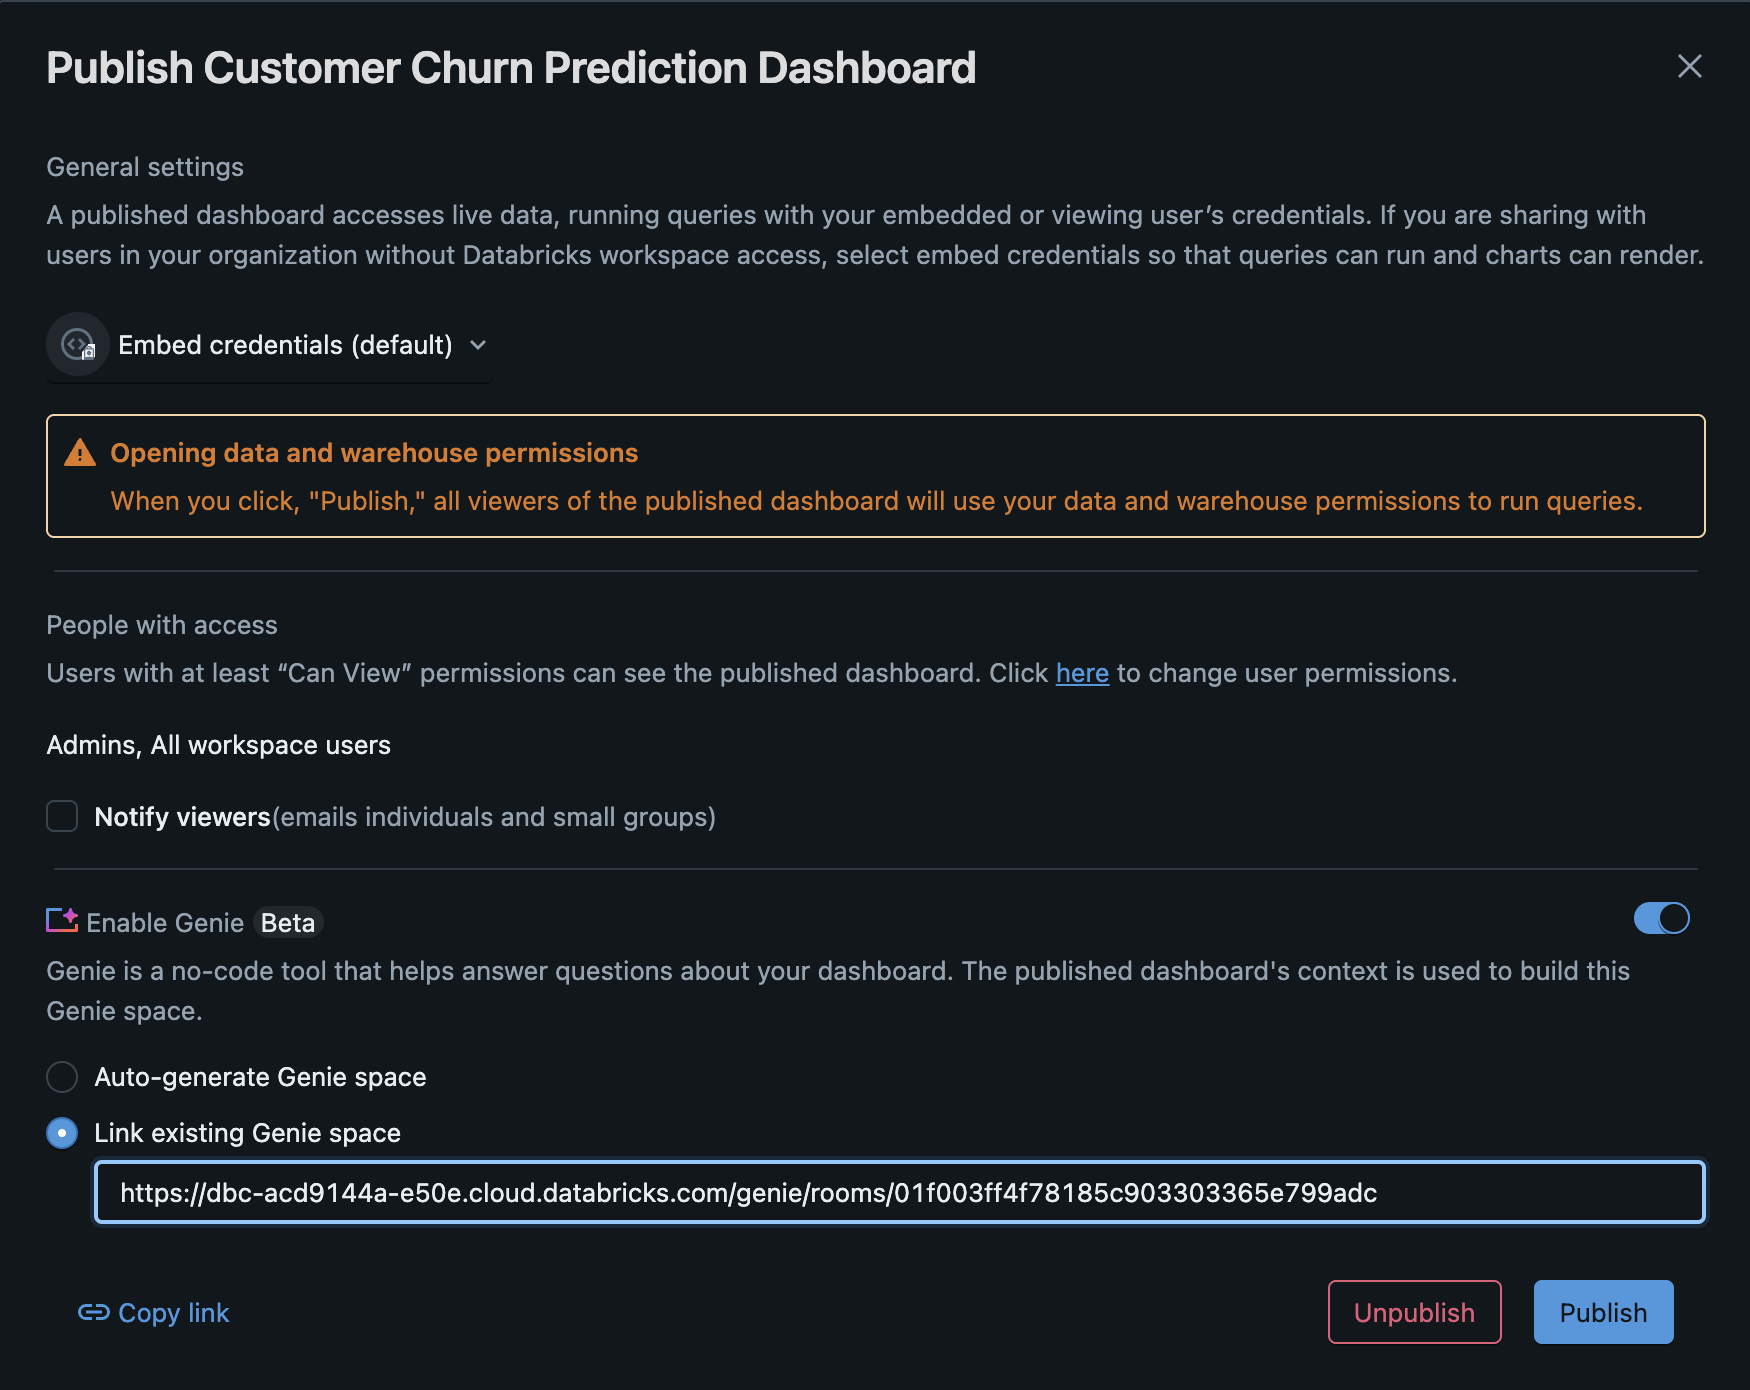 Publish Customer Churn Prediction Dashboard
General settings
A published dashboard accesses live data, running queries with your embedded or viewing user’s credentials. If you are sharing with
users in your organization without Databricks workspace access, select embed credentials so that queries can run and charts can render.
Embed credentials (default)
Opening data and warehouse permissions
When you click, "Publish," all viewers of the published dashboard will use your data and warehouse permissions to run queries.
People with access
Users with at least “Can View” permissions can see the published dashboard. Click here to change user permissions.
Admins, All workspace users
Notify viewers(emails individuals and small groups)
Enable Genie Beta
Genie is a no-code tool that helps answer questions about your dashboard. The published dashboard's context is used to build this
Genie space.
Auto-generate Genie space
Link existing Genie space
https://dbc-acd9144a-e50e.cloud.databricks.com/genie/rooms/01f003ff4f78185c903303365e799adc
Copy link
Unpublish
Publish